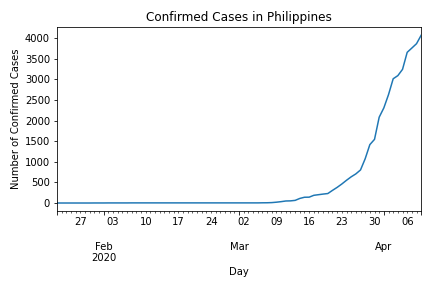 Confirmed Cases in Philippines
Number of Confirmed Cases
4000
3500
3000
2500
2000
1500
1000
500
0
27 03 10 17 24 02 09 16 23 30 06
Feb Mar Apr
2020
Day